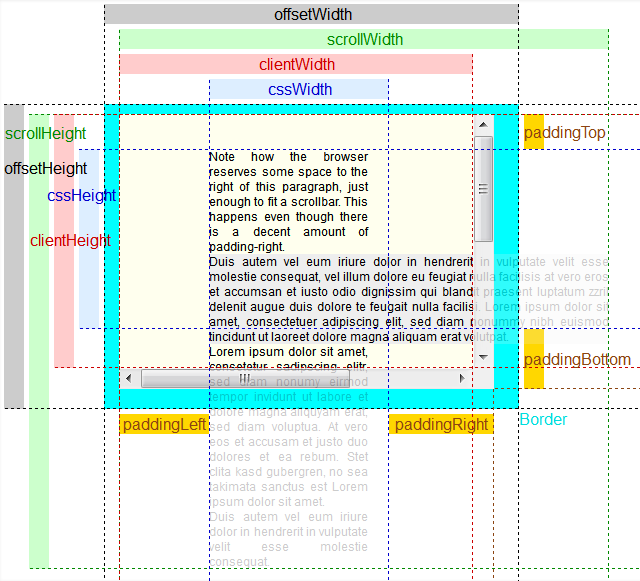 offsetWidth
scrollWidth
clientWidth
cssWidth
scrollHeight
offsetHeight
cssHeight
clientHeight
paddingTop
Note how the browser
reserves some space to the
right of this paragraph, just
enough to fit a scrollbar. This
happens even though there
is a decent amount of
padding-right.
Duis autem vel eum iriure dolor in hendrerit in vulputate velit esse
molestie consequat, vel illum dolore eu feugiat nulla facilisis at vero eros
et accumsan et iusto odio dignissim qui blandit praesent luptatum zzril
delenit augue duis dolore te feugait nulla facilisi. Lorem ipsum dolor sit
amet, consectetuer adipiscing elit, sed diam nonummy nibh euismod
tincidunt ut laoreet dolore magna aliquam erat volutpat.
Lorem ipsum dolor sit amet,
consetetur sadipscing elitr,
sed diam nonumy eirmod
tempor invidunt ut labore et
dolore magna aliquyam erat,
sed diam voluptua. At vero
eos et accusam et justo duo
dolores et ea rebum. Stet
clita kasd gubergren, no sea
takimata sanctus est Lorem
ipsum dolor sit amet.
Duis autem vel eum iriure
dolor in hendrerit in vulputate
velit esse molestie
consequat.
paddingBottom
paddingLeft
paddingRight
Border